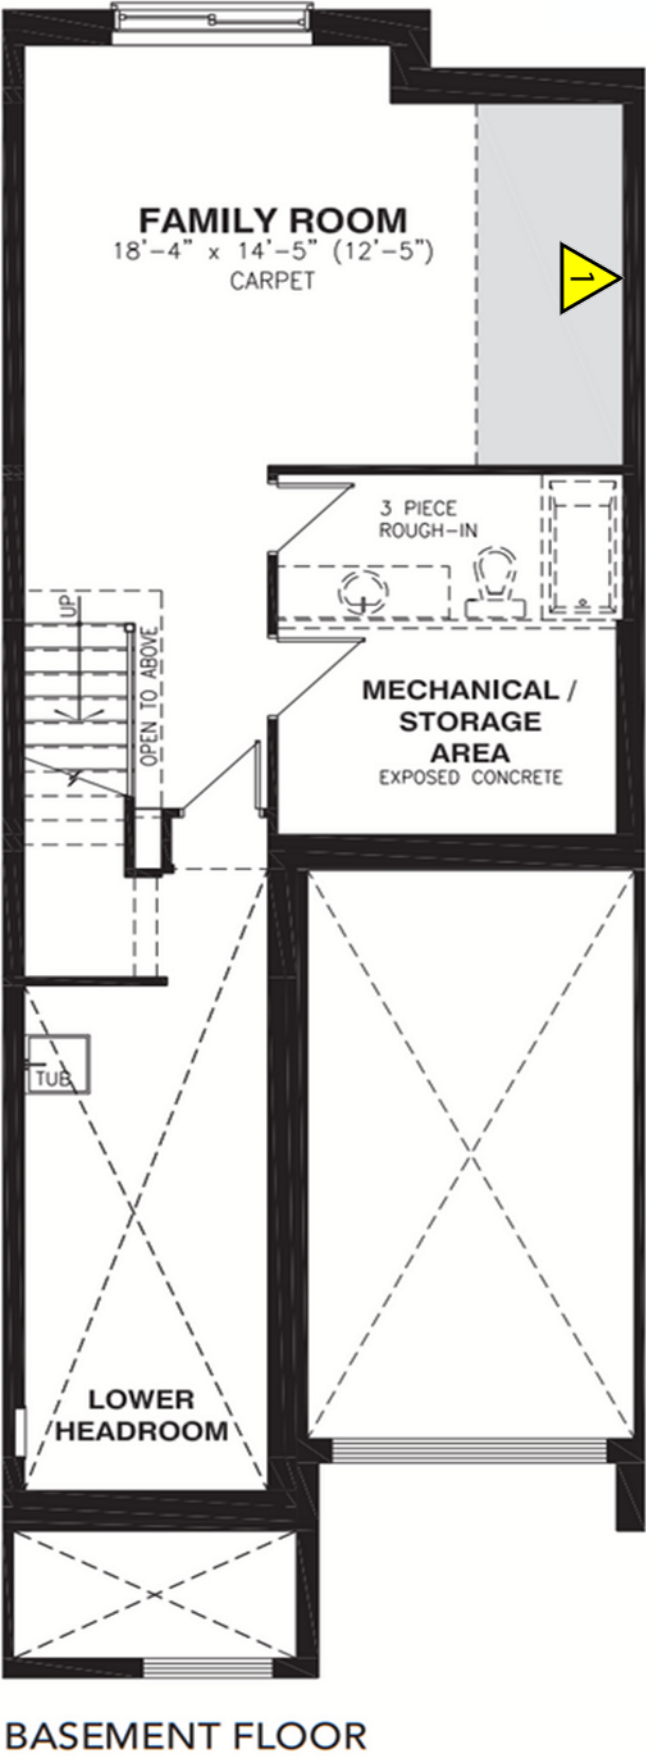 FAMILY ROOM
18'-4" x 14'-5" (12'-5")
CARPET
1
3 PIECE
ROUGH-IN
UP
OPEN TO ABOVE
MECHANICAL /
STORAGE
AREA
EXPOSED CONCRETE
TUB
LOWER
HEADROOM
BASEMENT FLOOR